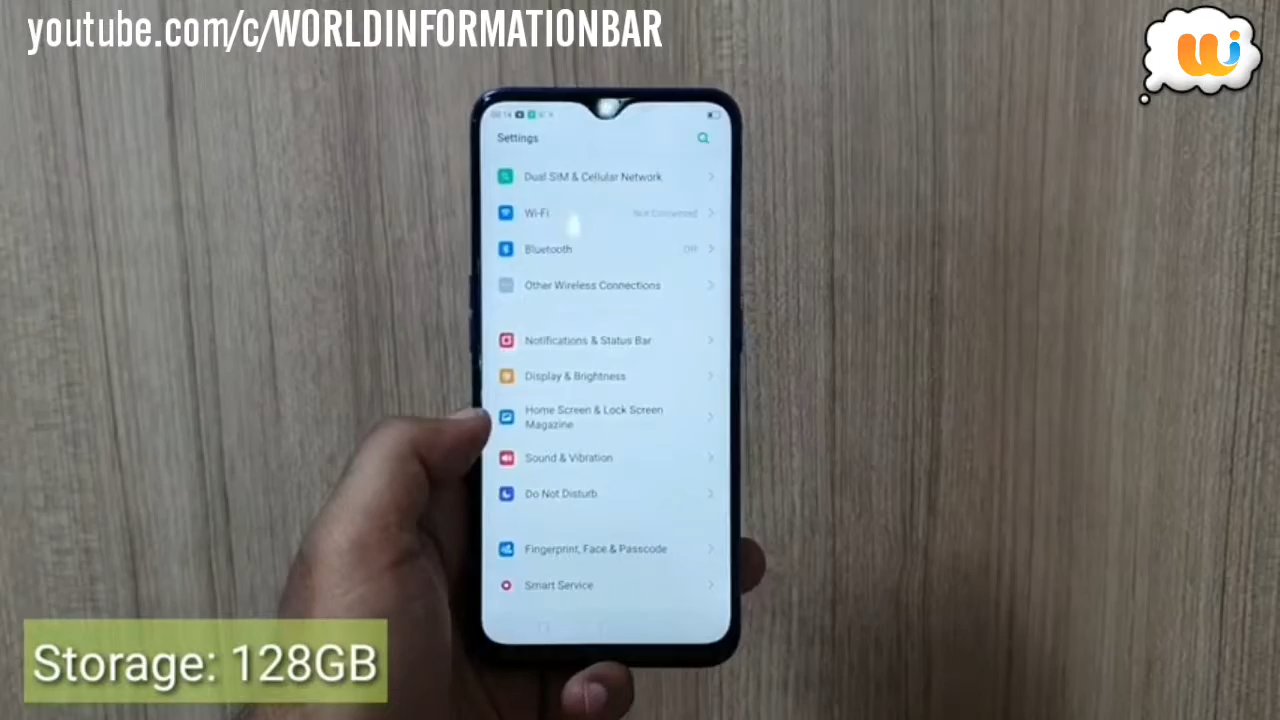 youtube.com/c/WORLDINFORMATIONBAR
Wi
Settings
Dual SIM & Cellular Network
Wi-Fi Not Connected
Bluetooth Off
Other Wireless Connections
Notifications & Status Bar
Display & Brightness
Home Screen & Lock Screen
Magazine
Sound & Vibration
Do Not Disturb
Fingerprint, Face & Passcode
Smart Service
Storage: 128GB